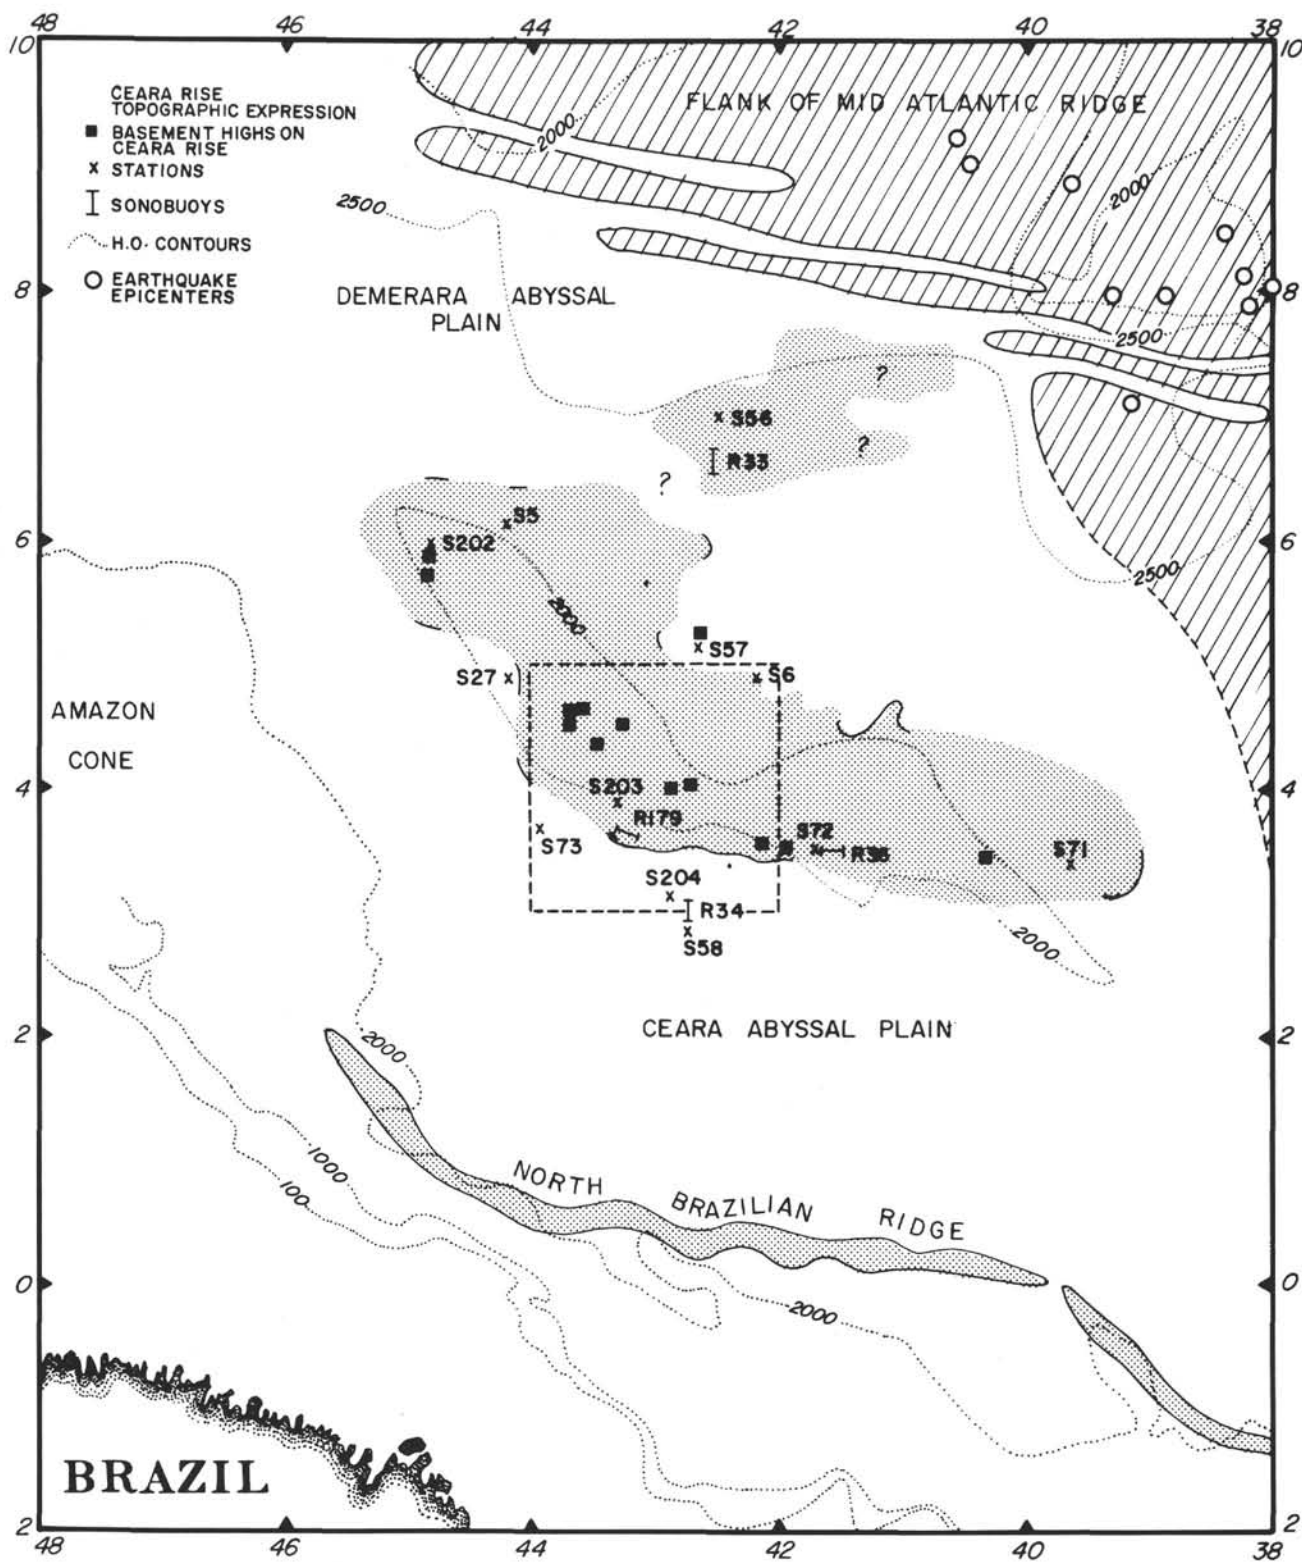 48 46 44 42 40 38
10 10
CEARA RISE
TOPOGRAPHIC EXPRESSION
BASEMENT HIGHS ON
CEARA RISE
x STATIONS
SONOBUOYS
H.O. CONTOURS
EARTHQUAKE
EPICENTERS
FLANK OF MID ATLANTIC RIDGE
2000
2000
2500
8 8
DEMERARA ABYSSAL
PLAIN
2500
?
S56
?
R33
?
S5
6 6
S202
2500
S57
S27
S6
AMAZON
CONE
4 4
S203
R179
S72
S73
S71
S204
R34
S58
2000
2 2
CEARA ABYSSAL PLAIN
2000
1000
100
NORTH BRAZILIAN RIDGE
0 0
2000
BRAZIL
2 2
48 46 44 42 40 38